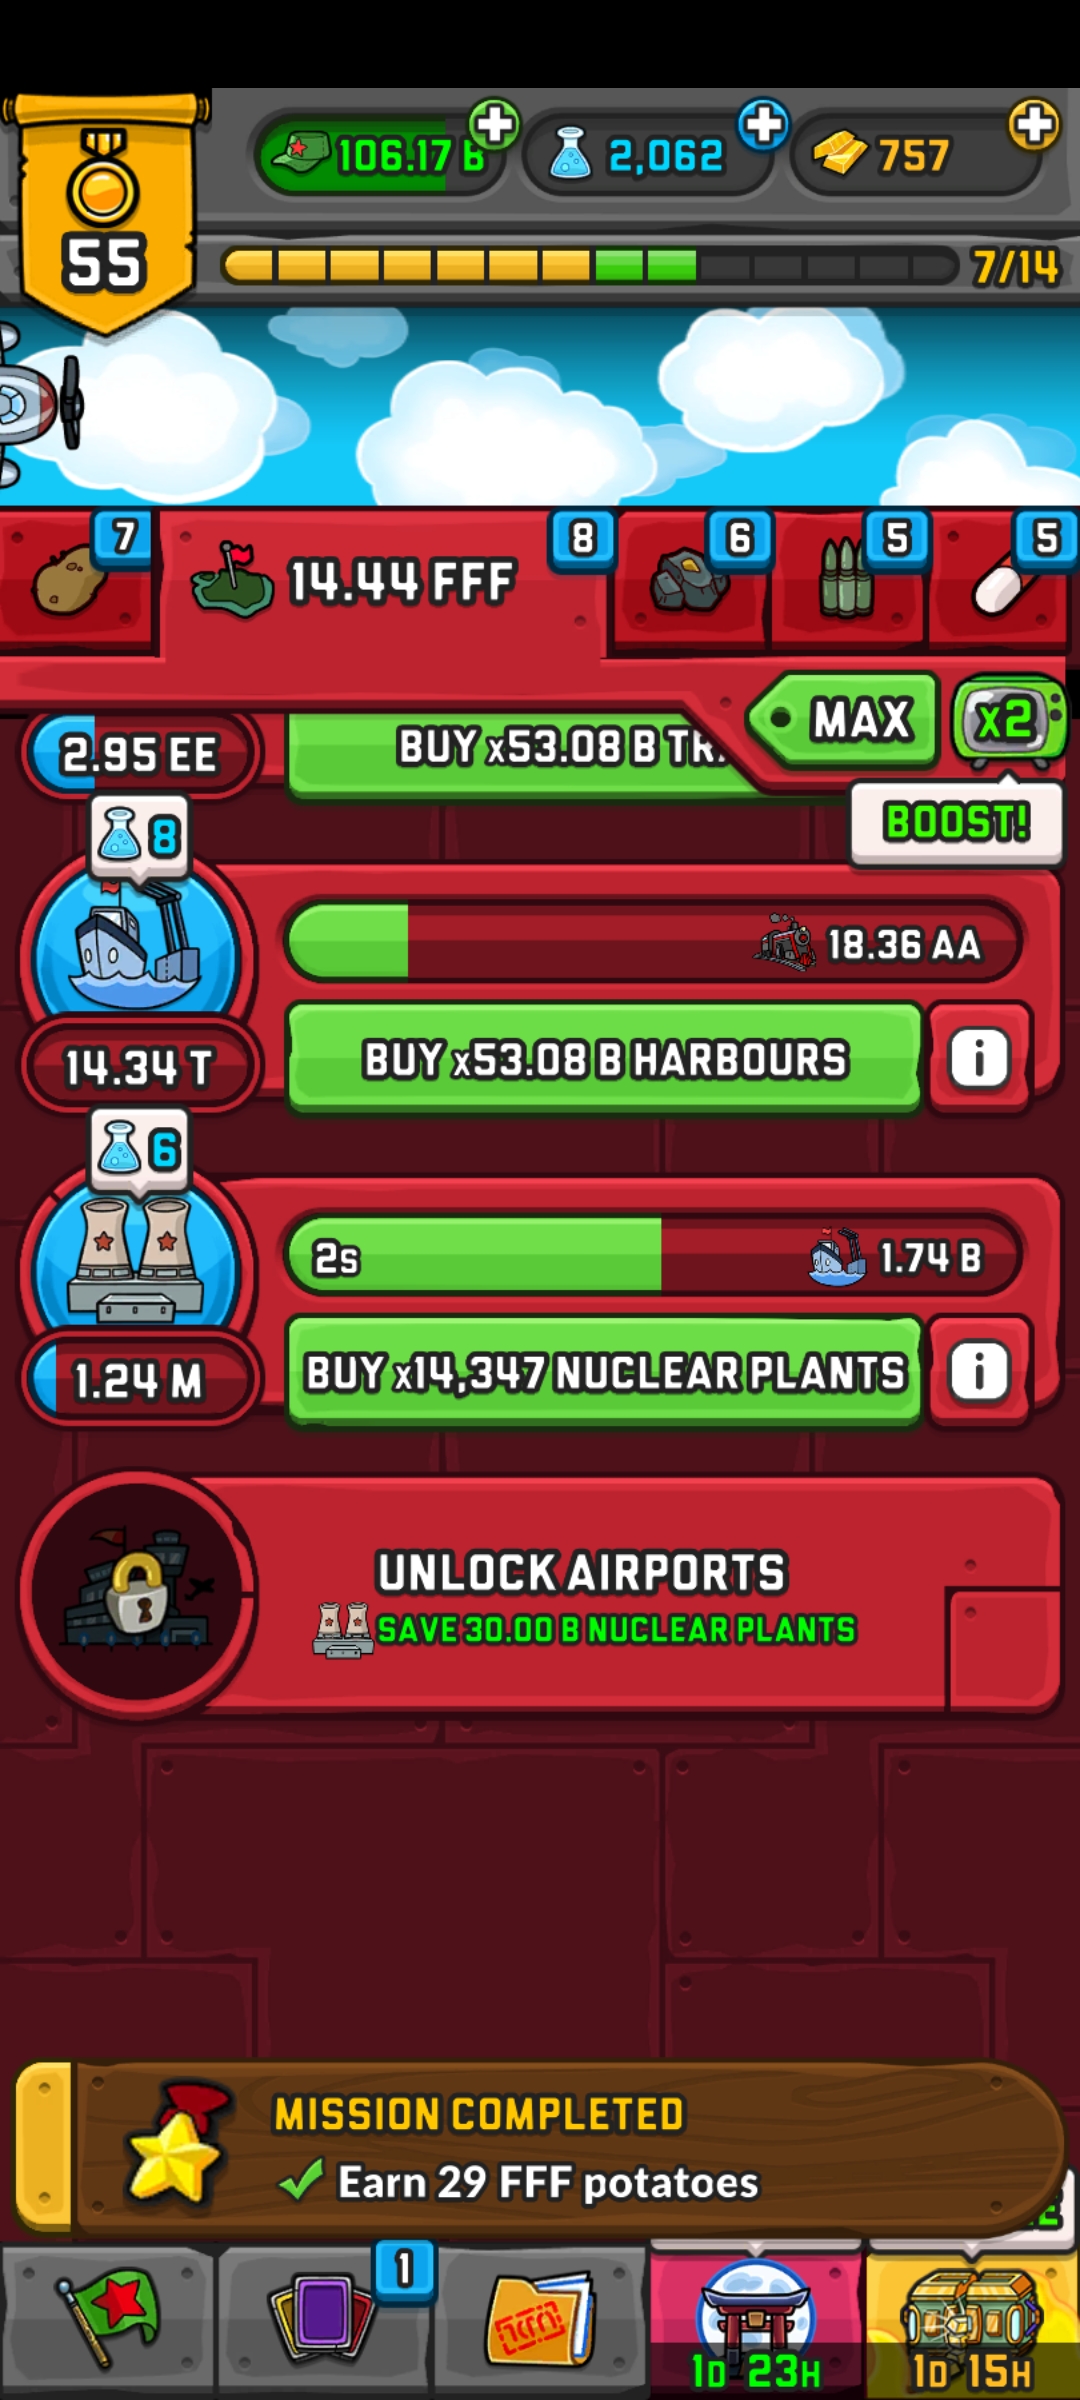 106.17 B
2,062
757
55
7/14
7
14.44 FFF
8
6
5
5
MAX
x2
2.95 EE
BUY x53.08 B
BOOST!
8
18.36 AA
BUY x53.08 B HARBOURS
i
14.34 T
6
2s
1.74 B
BUY x14,347 NUCLEAR PLANTS
i
1.24 M
UNLOCK AIRPORTS
SAVE 30.00 B NUCLEAR PLANTS
MISSION COMPLETED
Earn 29 FFF potatoes
1
1D 23H
1D 15H